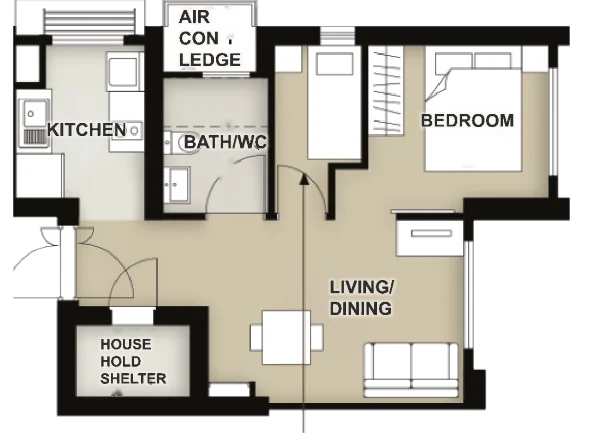 AIR
CON
LEDGE
KITCHEN
BATH/WC
BEDROOM
LIVING/
DINING
HOUSE
HOLD
SHELTER